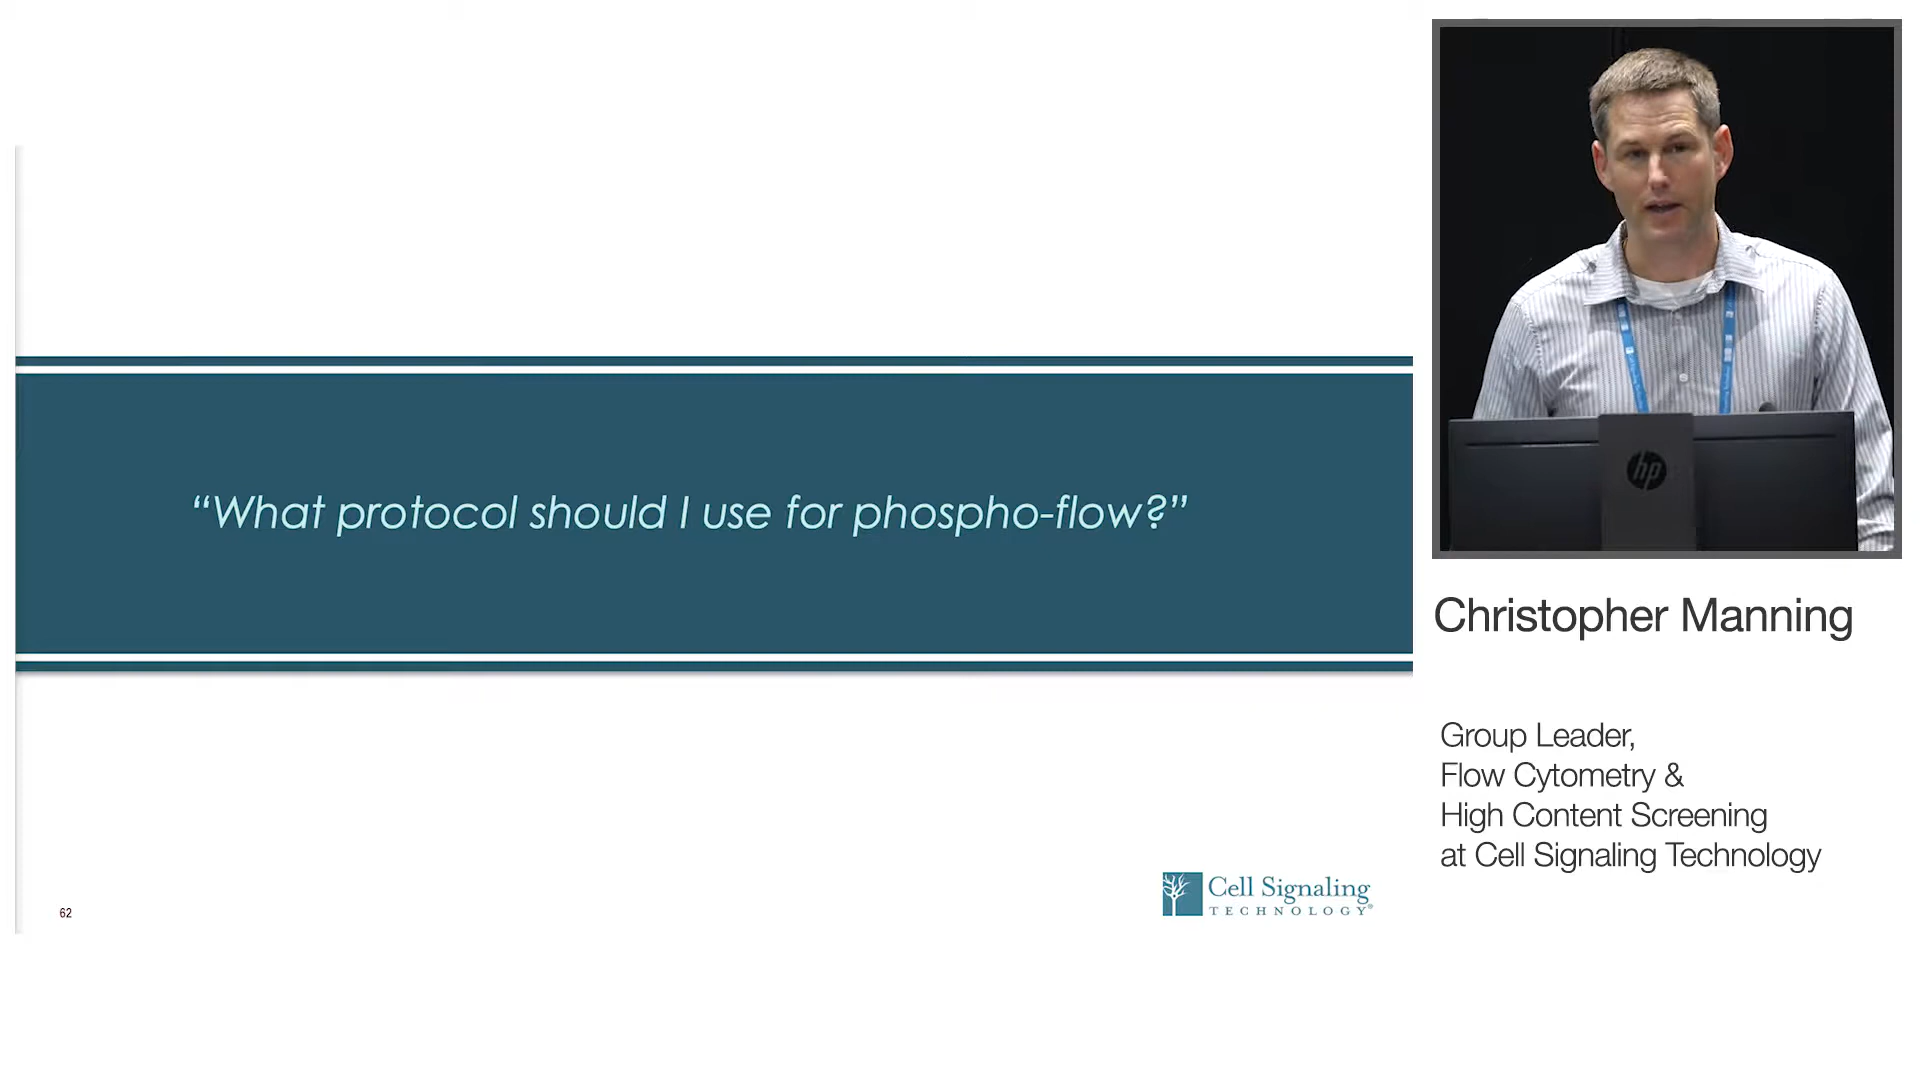 “What protocol should I use for phospho-flow?”
62
Cell Signaling
TECHNOLOGY®
hp
Christopher Manning
Group Leader,
Flow Cytometry &
High Content Screening
at Cell Signaling Technology